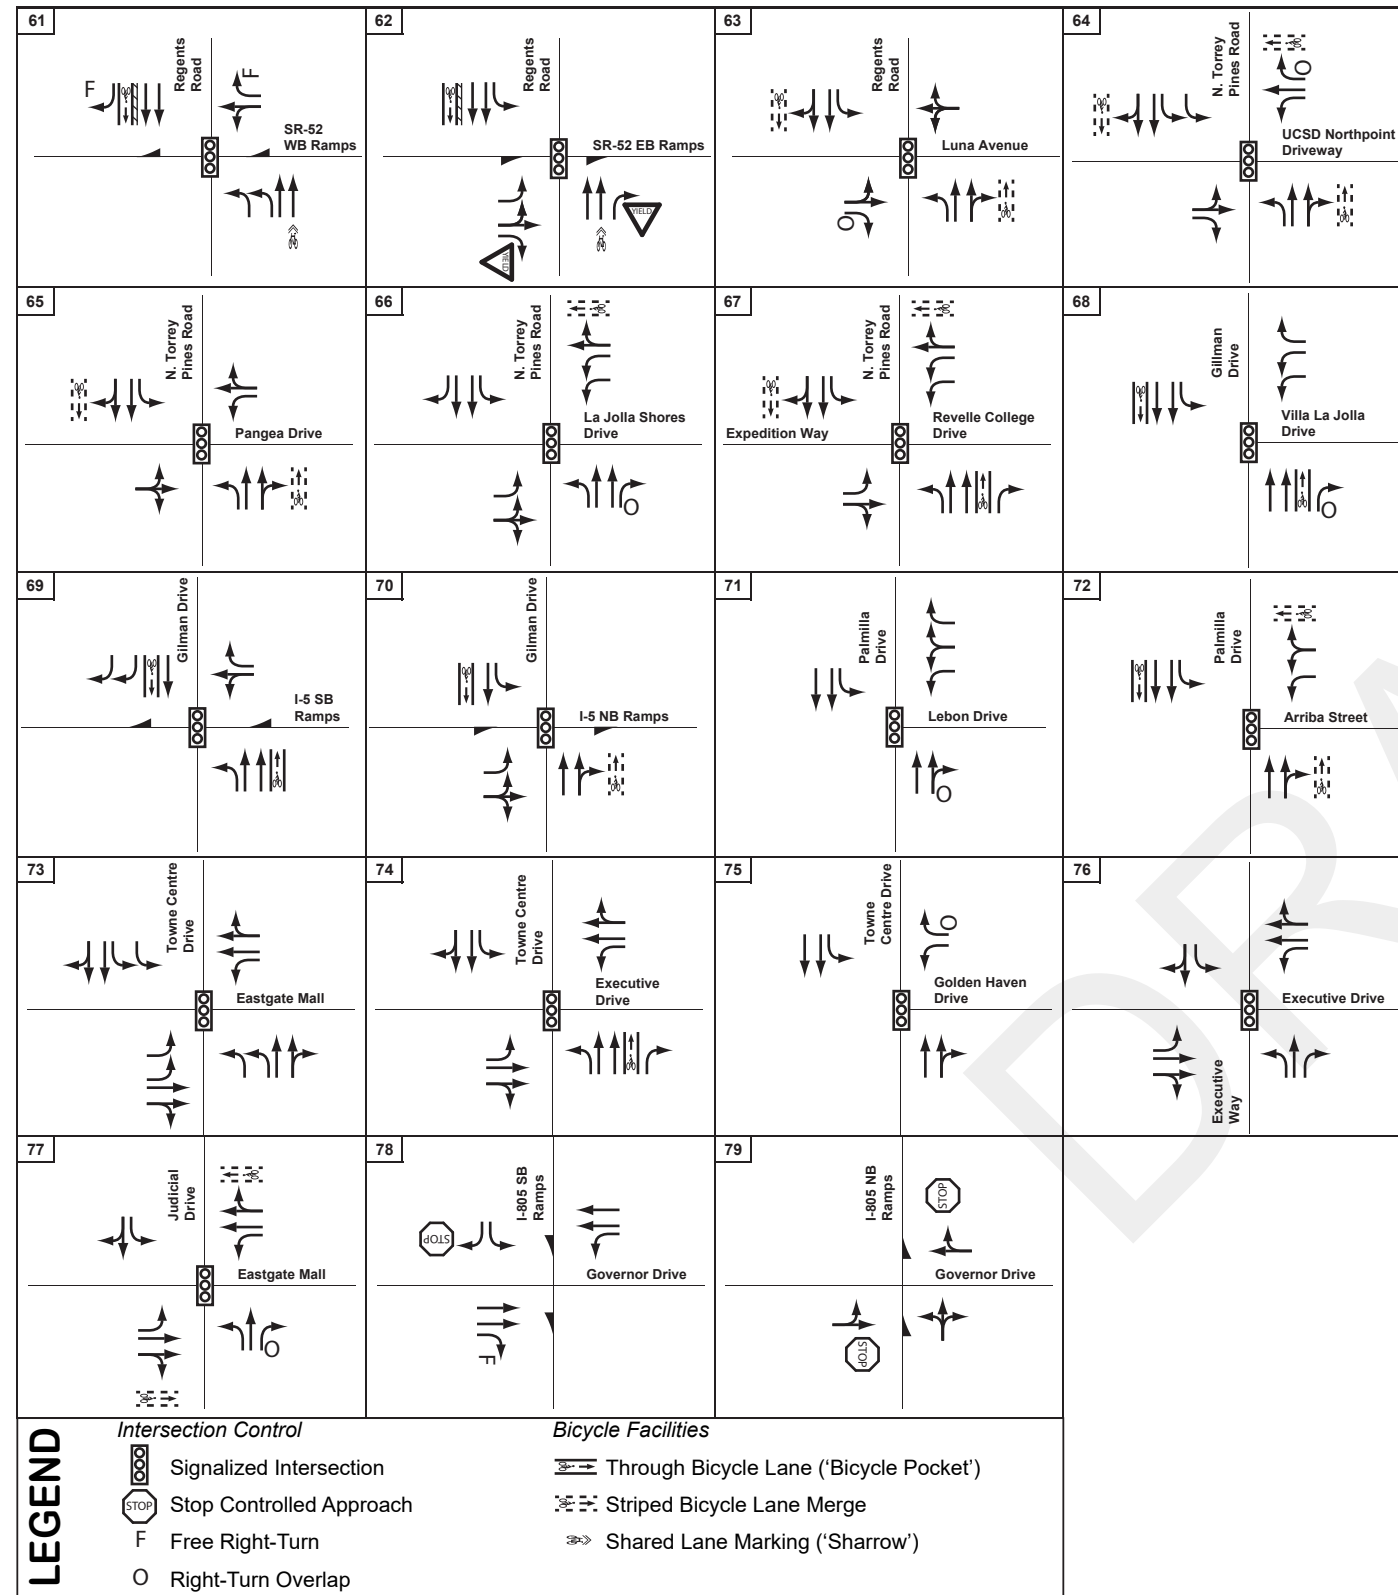 61
Regents
Road
F
F
SR-52
WB Ramps
62
Regents
Road
SR-52 EB Ramps
YIELD
YIELD
63
Regents
Road
Luna Avenue
O
64
N. Torrey
Pines Road
O
UCSD Northpoint
Driveway
65
N. Torrey
Pines Road
Pangea Drive
66
N. Torrey
Pines Road
La Jolla Shores
Drive
O
67
N. Torrey
Pines Road
Expedition Way
Revelle College
Drive
68
Gillman
Drive
Villa La Jolla
Drive
O
69
Gilman Drive
I-5 SB
Ramps
70
Gilman Drive
I-5 NB Ramps
71
Palmilla
Drive
Lebon Drive
O
72
Palmilla
Drive
Arriba Street
73
Towne Centre
Drive
Eastgate Mall
74
Towne Centre
Drive
Executive
Drive
75
Towne
Centre Drive
O
Golden Haven
Drive
76
Executive Drive
Executive
Way
77
Judicial
Drive
Eastgate Mall
O
78
I-805 SB
Ramps
STOP
Governor Drive
F
79
I-805 NB
Ramps
STOP
Governor Drive
STOP
LEGEND
Intersection Control
Signalized Intersection
STOP Stop Controlled Approach
F Free Right-Turn
O Right-Turn Overlap
Bicycle Facilities
Through Bicycle Lane ('Bicycle Pocket')
Striped Bicycle Lane Merge
Shared Lane Marking ('Sharrow')